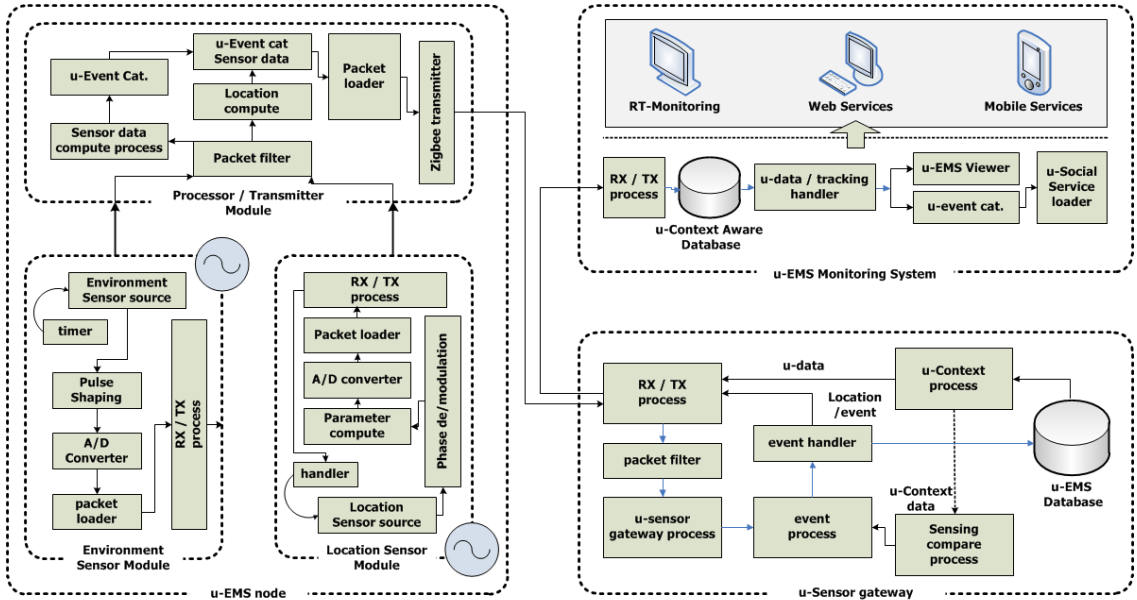 u-Event cat
Sensor data
u-Event Cat.
Packet
loader
Zigbee transmitter
Location
compute
Sensor data
compute process
Packet filter
Processor / Transmitter
Module
Environment
Sensor source
timer
Pulse
Shaping
A/D
Converter
packet
loader
RX / TX
process
Environment
Sensor Module
RX / TX
process
Packet loader
A/D converter
Parameter
compute
Phase de/modulation
handler
Location
Sensor source
Location Sensor
Module
u-EMS node
RT-Monitoring
Web Services
Mobile Services
RX / TX
process
u-Context Aware
Database
u-data / tracking
handler
u-EMS Viewer
u-event cat.
u-Social
Service
loader
u-EMS Monitoring System
RX / TX
process
u-data
u-Context
process
Location
/event
event handler
packet filter
u-EMS
Database
u-sensor
gateway process
event
process
u-Context
data
Sensing
compare
process
u-Sensor gateway